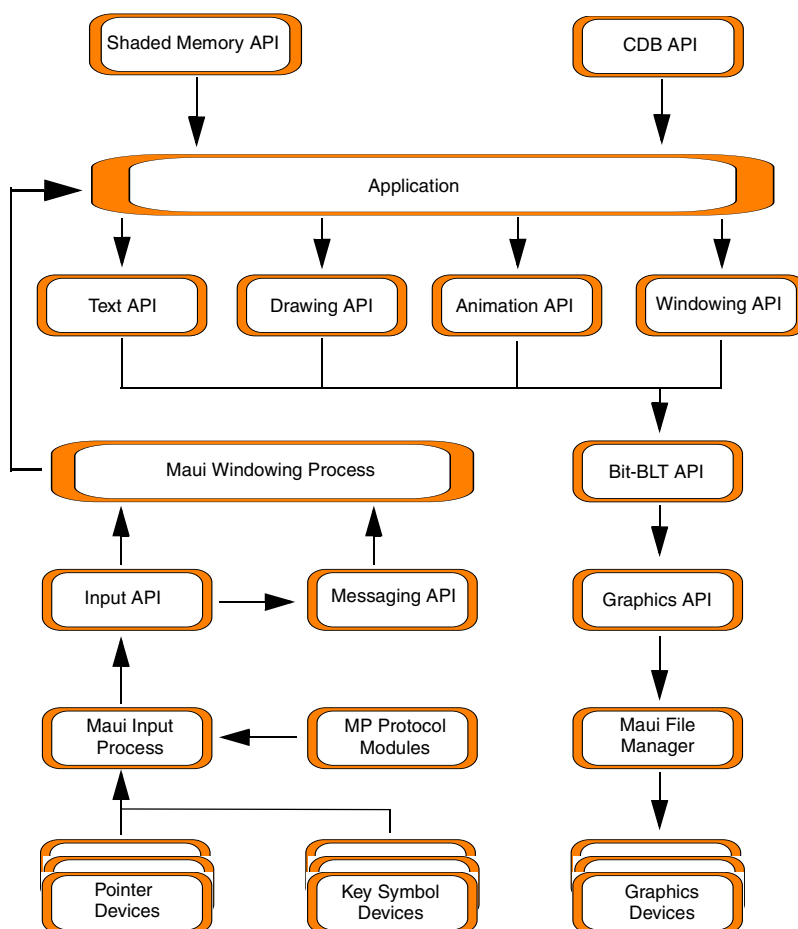 Shaded Memory API
CDB API
Application
Text API
Drawing API
Animation API
Windowing API
Maui Windowing Process
Bit-BLT API
Input API
Messaging API
Graphics API
Maui Input
Process
MP Protocol
Modules
Maui File
Manager
Pointer
Devices
Key Symbol
Devices
Graphics
Devices